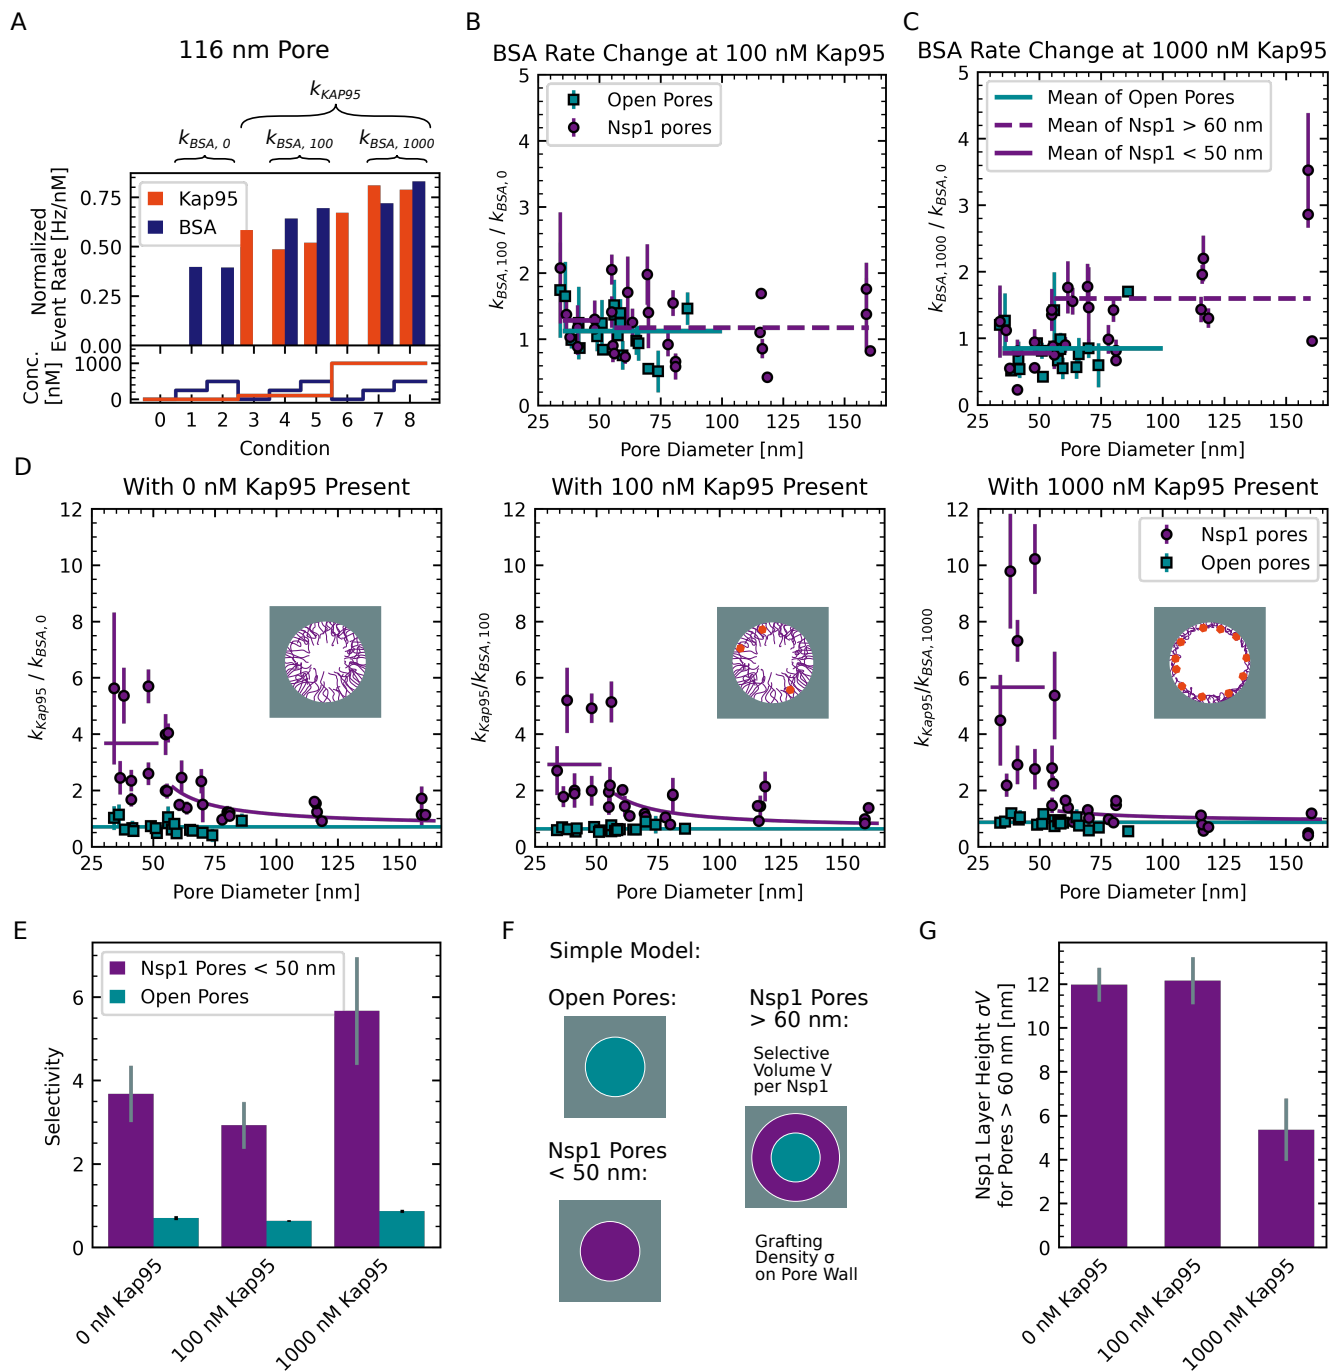 A
116 nm Pore
k_KAP95
k_BSA, 0
k_BSA, 100
k_BSA, 1000
Normalized
Event Rate [Hz/nM]
0.75
0.50
0.25
0.00
Kap95
BSA
Conc.
[nM]
1000
0
0 1 2 3 4 5 6 7 8
Condition
B
BSA Rate Change at 100 nM Kap95
k_BSA, 100 / k_BSA, 0
5
4
3
2
1
0
Open Pores
Nsp1 pores
25 50 75 100 125 150
Pore Diameter [nm]
C
BSA Rate Change at 1000 nM Kap95
k_BSA, 1000 / k_BSA, 0
5
4
3
2
1
0
Mean of Open Pores
Mean of Nsp1 > 60 nm
Mean of Nsp1 < 50 nm
25 50 75 100 125 150
Pore Diameter [nm]
D
With 0 nM Kap95 Present
k_Kap95 / k_BSA, 0
12
10
8
6
4
2
0
25 50 75 100 125 150
Pore Diameter [nm]
With 100 nM Kap95 Present
k_Kap95/k_BSA, 100
12
10
8
6
4
2
0
25 50 75 100 125 150
Pore Diameter [nm]
With 1000 nM Kap95 Present
k_Kap95/k_BSA, 1000
12
10
8
6
4
2
0
Nsp1 pores
Open pores
25 50 75 100 125 150
Pore Diameter [nm]
E
Selectivity
6
4
2
0
Nsp1 Pores < 50 nm
Open Pores
0 nM Kap95
100 nM Kap95
1000 nM Kap95
F
Simple Model:
Open Pores:
Nsp1 Pores
< 50 nm:
Nsp1 Pores
> 60 nm:
Selective
Volume V
per Nsp1
Grafting
Density σ
on Pore Wall
G
Nsp1 Layer Height σV
for Pores > 60 nm [nm]
12
10
8
6
4
2
0
0 nM Kap95
100 nM Kap95
1000 nM Kap95